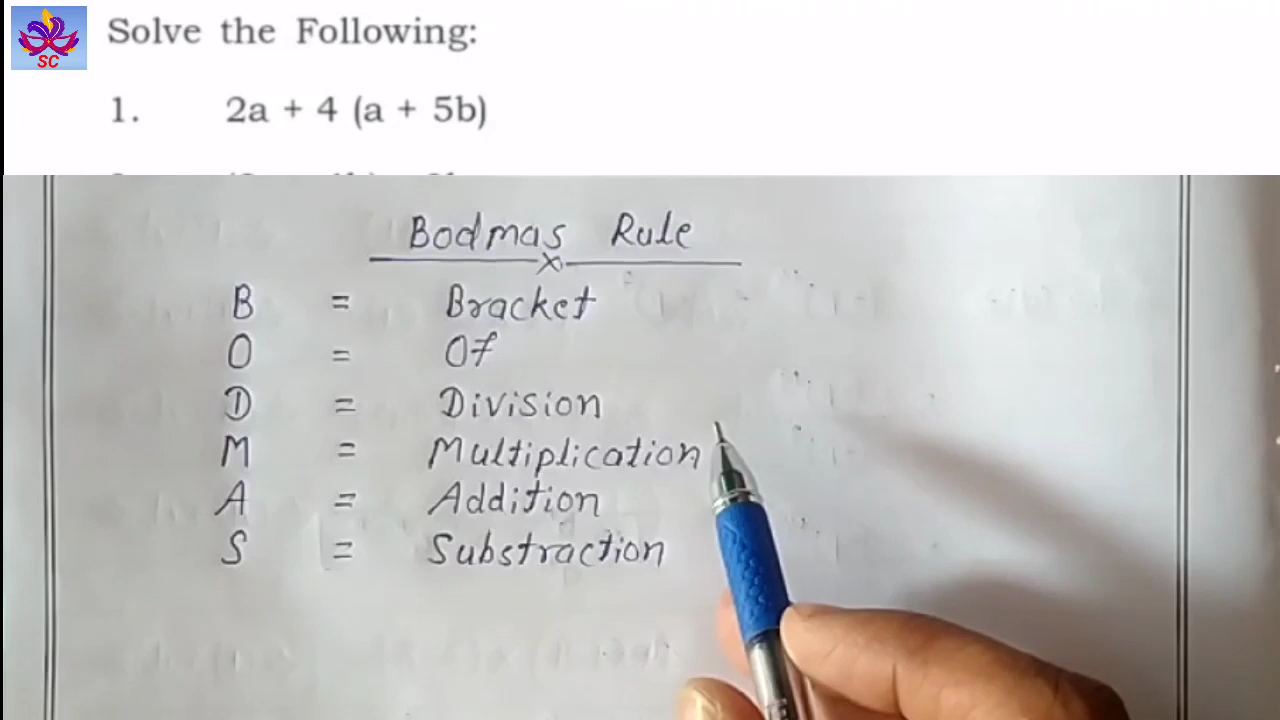 SC
Solve the Following:
1. 2a + 4 (a + 5b)
Bodmas Rule
B = Bracket
O = Of
D = Division
M = Multiplication
A = Addition
S = Substraction